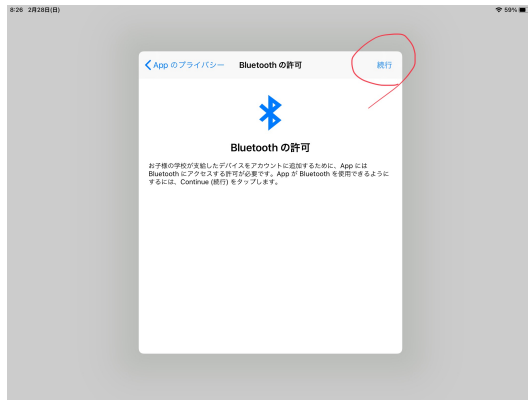 8:26 2月28日(日)
59%
App のプライバシー
Bluetooth の許可
続行
Bluetooth の許可
お子様の学校が支給したデバイスをアカウントに追加するために、App には
Bluetooth にアクセスする許可が必要です。App が Bluetooth を使用できるように
するには、Continue (続行) をタップします。